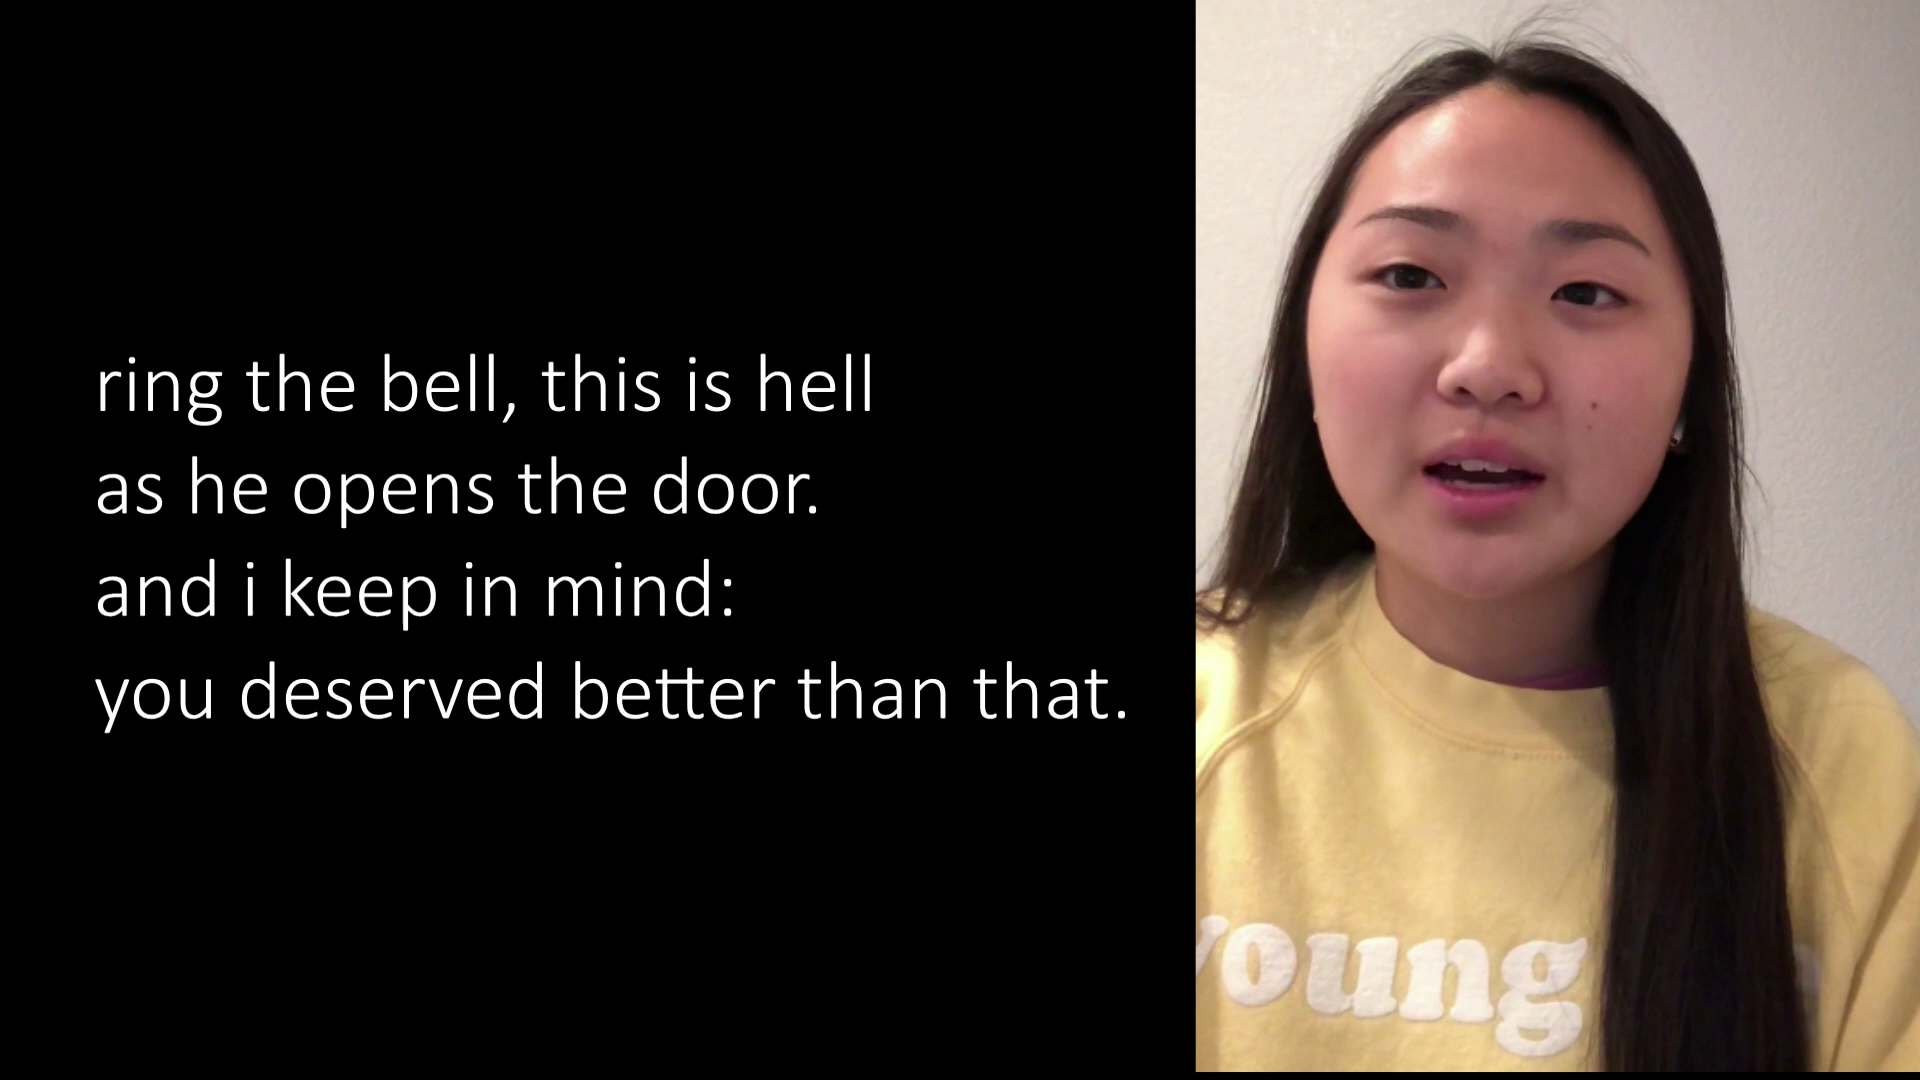 ring the bell, this is hell
as he opens the door.
and i keep in mind:
you deserved better than that.
young